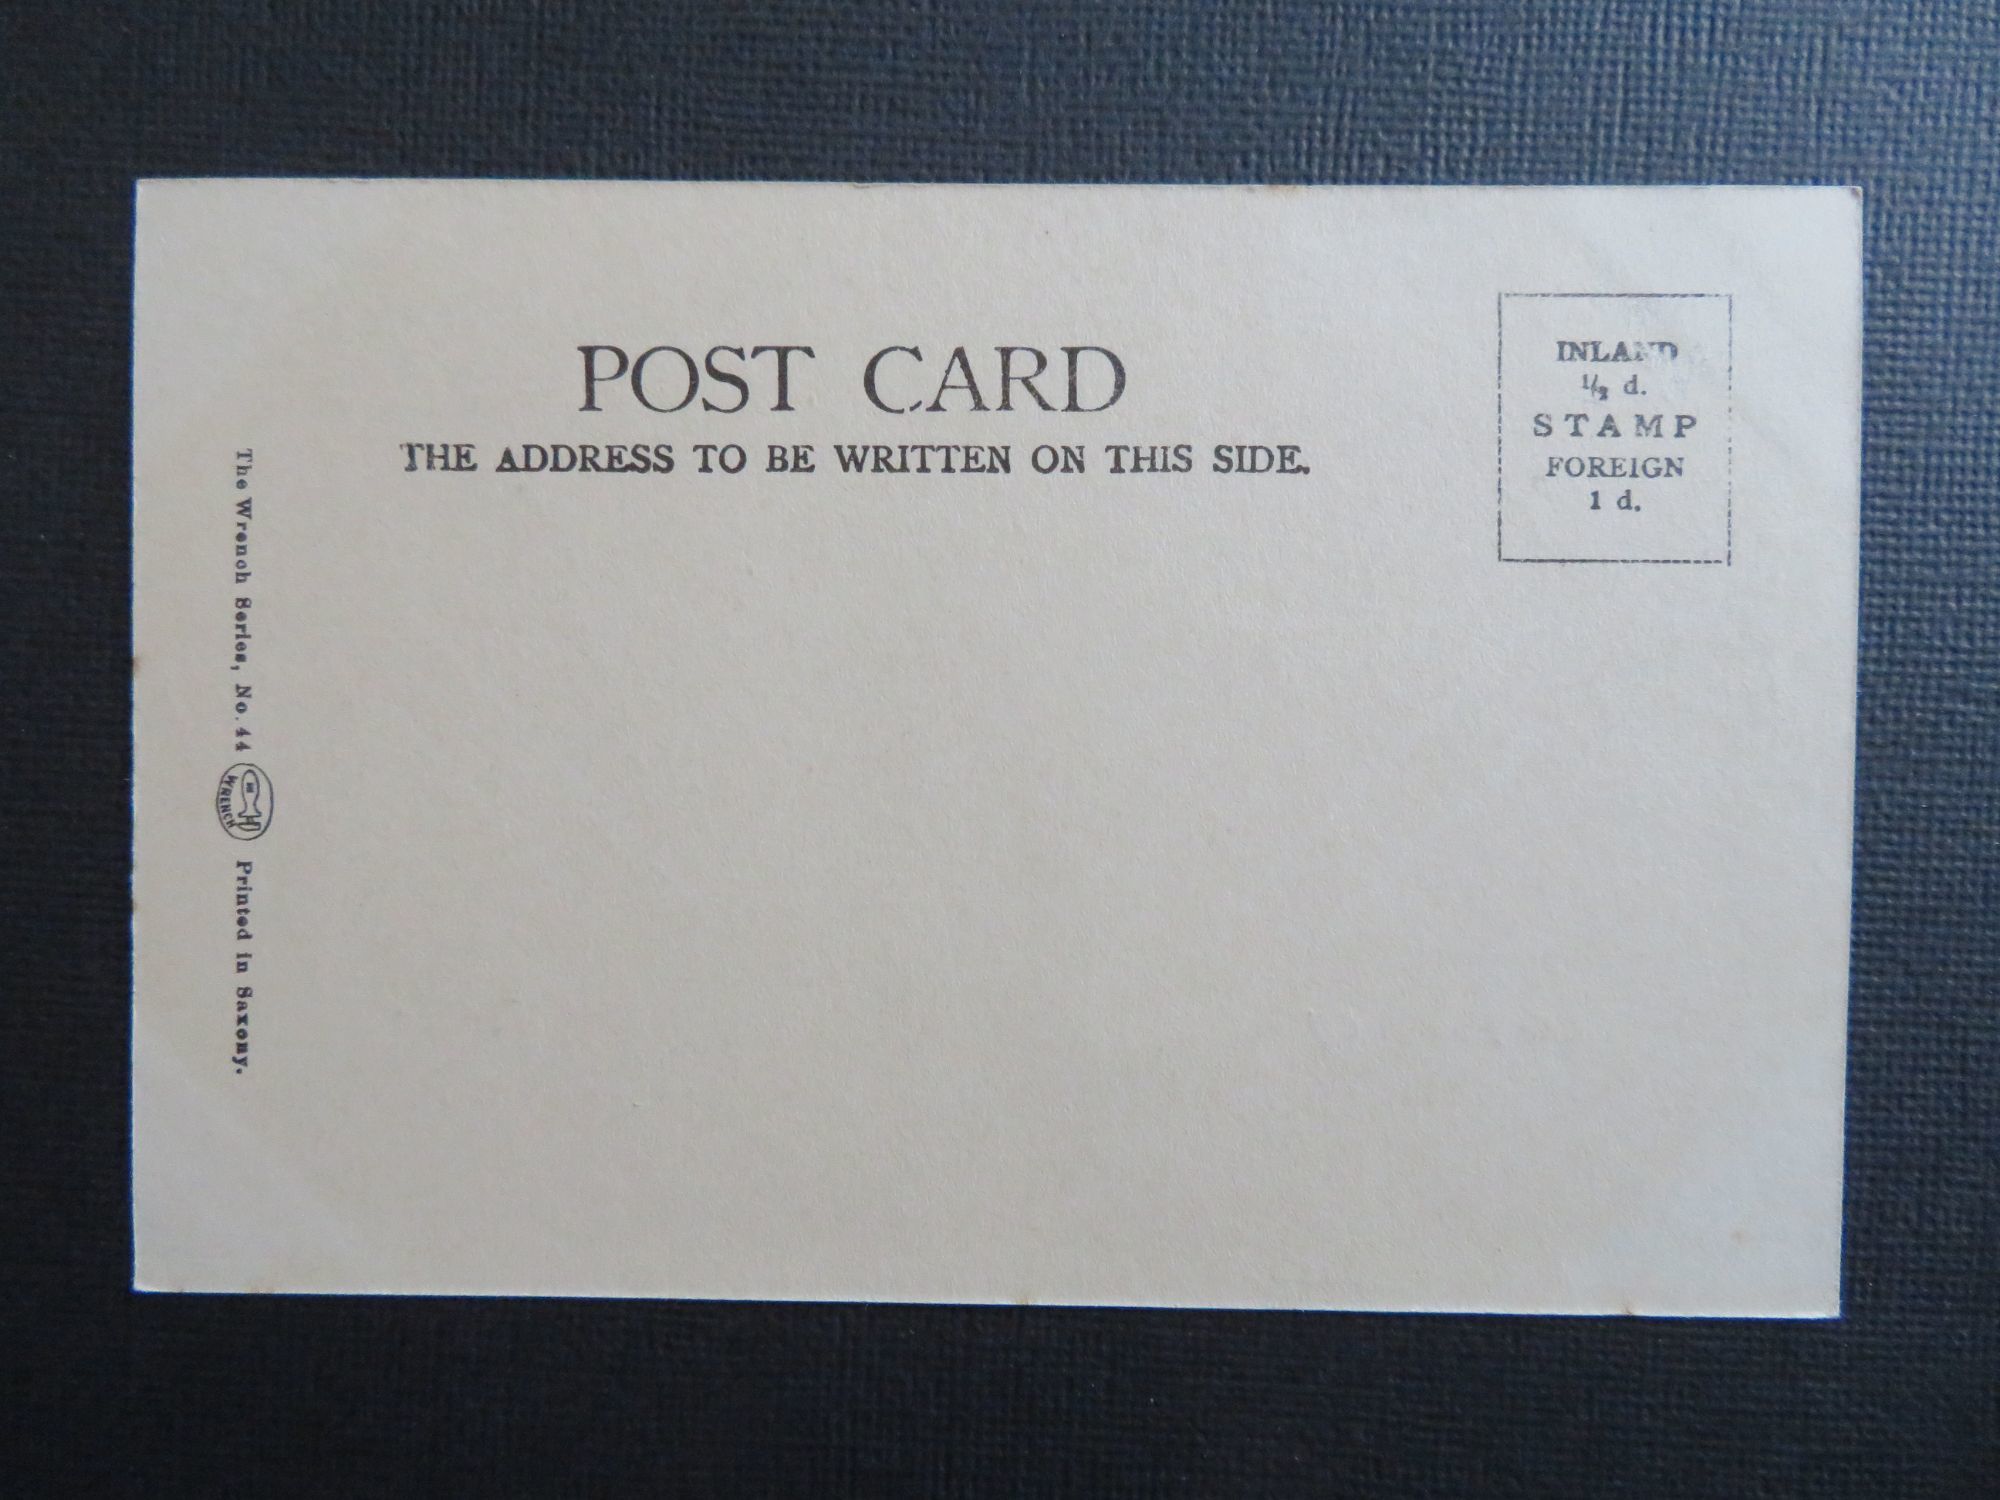 POST CARD
THE ADDRESS TO BE WRITTEN ON THIS SIDE.
INLAND
1/2 d.
STAMP
FOREIGN
1 d.
The Wrench Series, No. 44
WRENCH
Printed in Saxony.